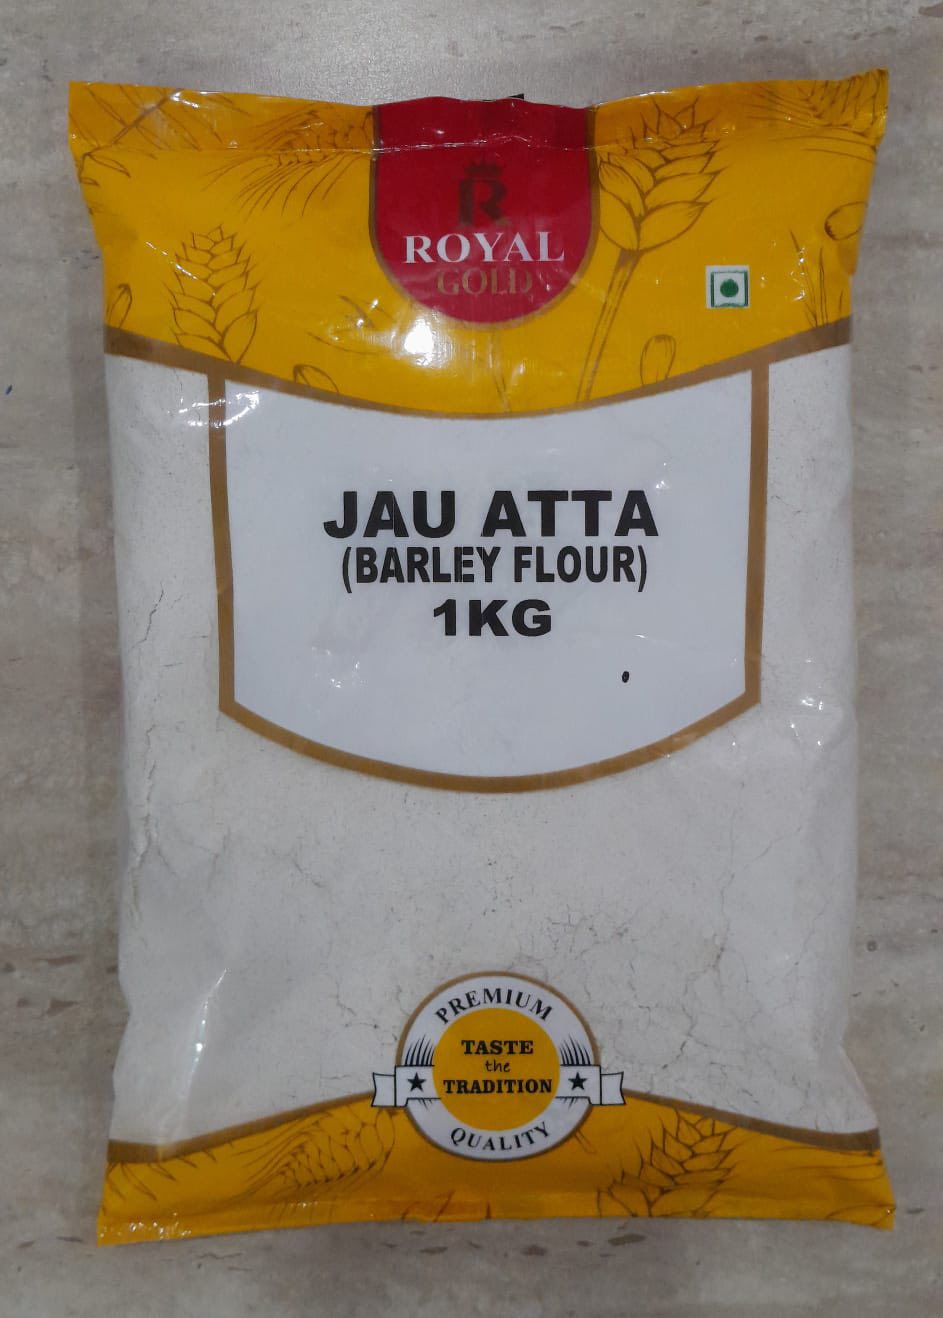 R
ROYAL
GOLD
JAU ATTA
(BARLEY FLOUR)
1KG
PREMIUM
TASTE
the
TRADITION
QUALITY